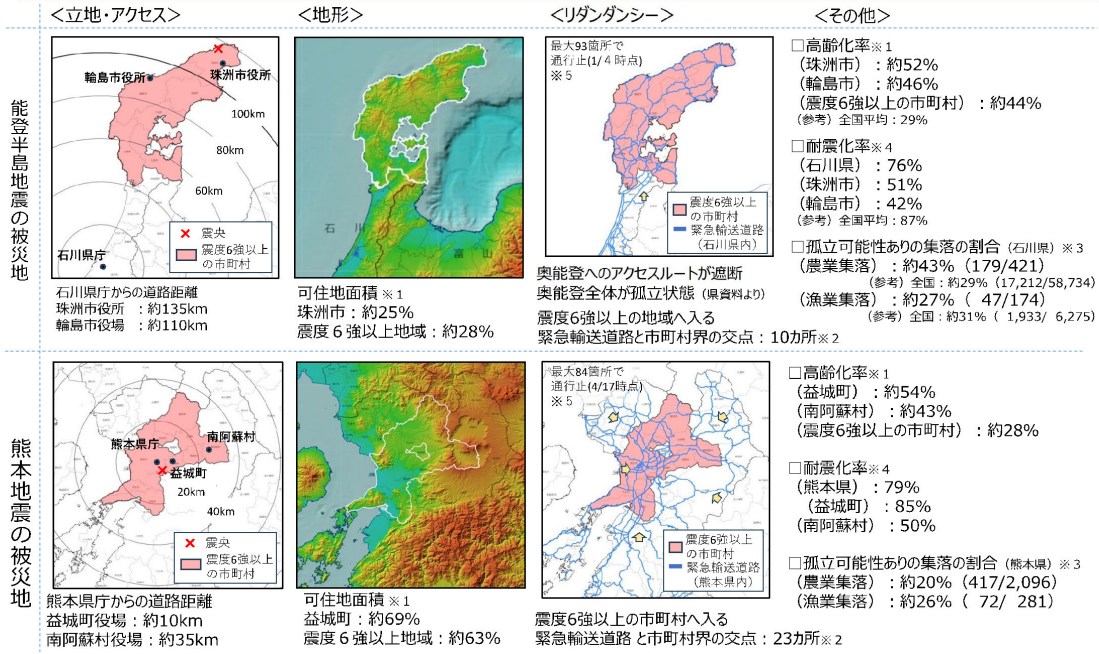 ＜立地・アクセス＞
＜地形＞
＜リダンダンシー＞
＜その他＞
能登半島地震の被災地
輪島市役所
珠洲市役所
100km
80km
60km
石川県庁
震央
震度6強以上
の市町村
石川県庁からの道路距離
珠洲市役所　：約135km
輪島市役場　：約110km
石川
富山
可住地面積 ※1
珠洲市：約25%
震度６強以上地域：約28%
最大93箇所で
通行止(1/４時点)
※５
震度6強以上
の市町村
緊急輸送道路
（石川県内）
奥能登へのアクセスルートが遮断
奥能登全体が孤立状態（県資料より）
震度6強以上の地域へ入る
緊急輸送道路と市町村界の交点：10カ所※2
□高齢化率※1
（珠洲市）：約52%
（輪島市）：約46%
（震度6強以上の市町村）：約44%
（参考）全国平均：29%
□耐震化率※4
（石川県）：76%
（珠洲市）：51%
（輪島市）：42%
（参考）全国平均：87%
□孤立可能性ありの集落の割合（石川県）※3
（農業集落）：約43%（179/421）
（参考）全国：約29%（17,212/58,734）
（漁業集落）：約27%（ 47/174）
（参考）全国：約31%（ 1,933/ 6,275）
熊本地震の被災地
熊本県庁
南阿蘇村
益城町
20km
40km
震央
震度6強以上
の市町村
熊本県庁からの道路距離
益城町役場：約10km
南阿蘇村役場：約35km
可住地面積 ※1
益城町：約69%
震度６強以上地域：約63%
最大84箇所で
通行止(4/17時点)
※５
震度6強以上
の市町村
緊急輸送道路
（熊本県内）
震度6強以上の市町村へ入る
緊急輸送道路と市町村界の交点：23カ所※2
□高齢化率※1
（益城町）：約54%
（南阿蘇村）：約43%
（震度6強以上の市町村）：約28%
□耐震化率※4
（熊本県）：79%
（益城町）：85%
（南阿蘇村）：50%
□孤立可能性ありの集落の割合（熊本県）※3
（農業集落）：約20%（417/2,096）
（漁業集落）：約26%（ 72/ 281）